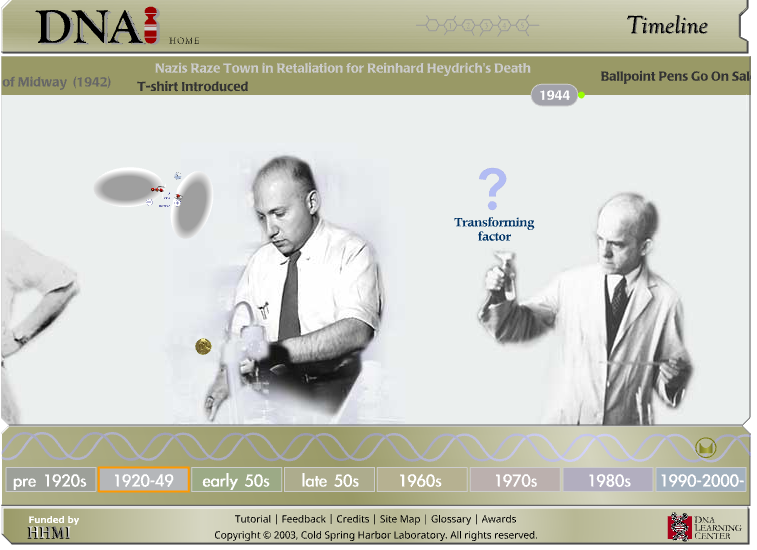 DNAi HOME
Timeline
Nazis Raze Town in Retaliation for Reinhard Heydrich's Death
of Midway (1942)
T-shirt Introduced
1944
Ballpoint Pens Go On Sal
?
Transforming
factor
pre 1920s
1920-49
early 50s
late 50s
1960s
1970s
1980s
1990-2000-
Funded by
HHMI
Tutorial | Feedback | Credits | Site Map | Glossary | Awards
Copyright © 2003, Cold Spring Harbor Laboratory. All rights reserved.
DNA
LEARNING
CENTER